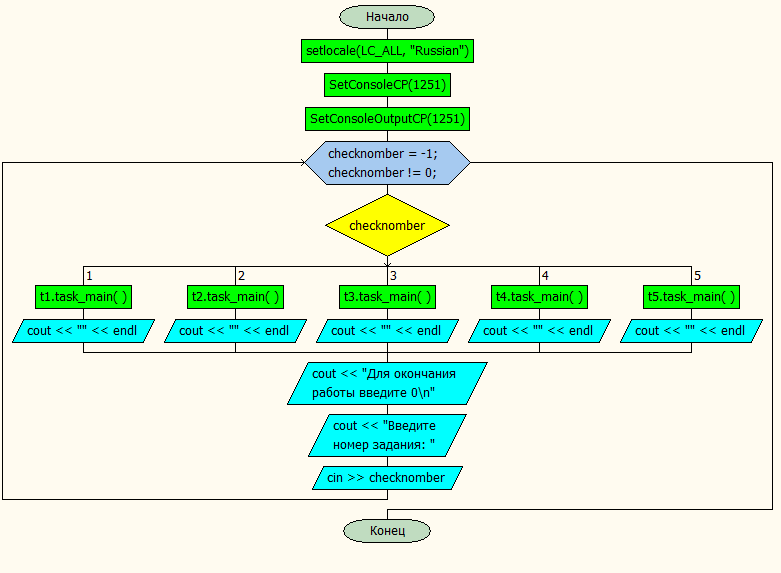 Начало
setlocale(LC_ALL, "Russian")
SetConsoleCP(1251)
SetConsoleOutputCP(1251)
checknomber = -1;
checknomber != 0;
checknomber
1 2 3 4 5
t1.task_main( ) t2.task_main( ) t3.task_main( ) t4.task_main( ) t5.task_main( )
cout << "" << endl cout << "" << endl cout << "" << endl cout << "" << endl cout << "" << endl
cout << "Для окончания
работы введите 0\n"
cout << "Введите
номер задания: "
cin >> checknomber
Конец